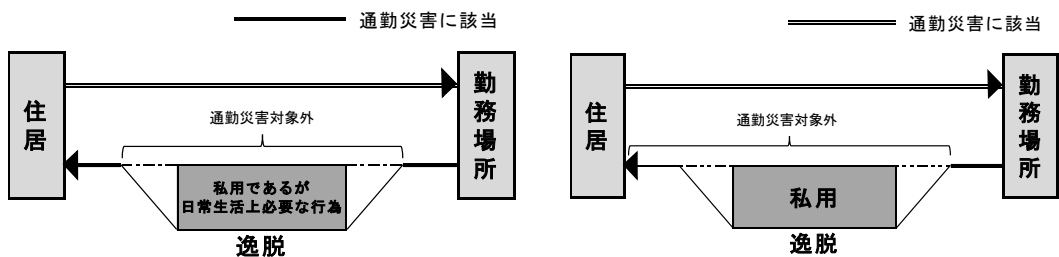 通勤災害に該当
住居
勤務場所
通勤災害対象外
私用であるが
日常生活上必要な行為
逸脱
通勤災害に該当
住居
勤務場所
通勤災害対象外
私用
逸脱